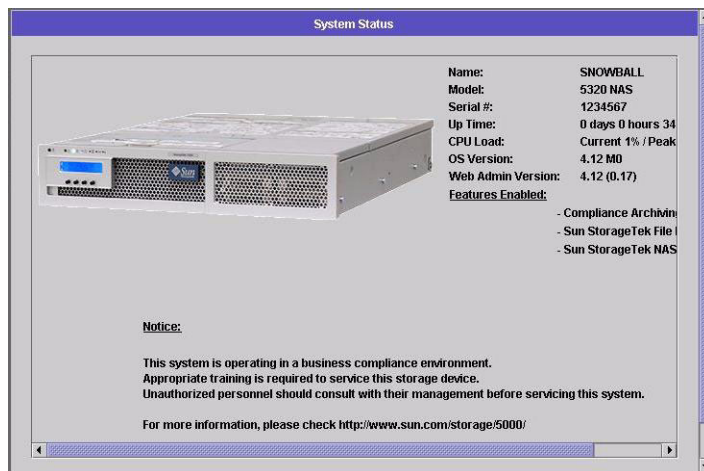 System Status
Name: SNOWBALL
Model: 5320 NAS
Serial #: 1234567
Up Time: 0 days 0 hours 34
CPU Load: Current 1% / Peak
OS Version: 4.12 M0
Web Admin Version: 4.12 (0.17)
Features Enabled:
- Compliance Archiving
- Sun StorageTek File
- Sun StorageTek NAS
Sun
Notice:
This system is operating in a business compliance environment.
Appropriate training is required to service this storage device.
Unauthorized personnel should consult with their management before servicing this system.
For more information, please check http://www.sun.com/storage/5000/